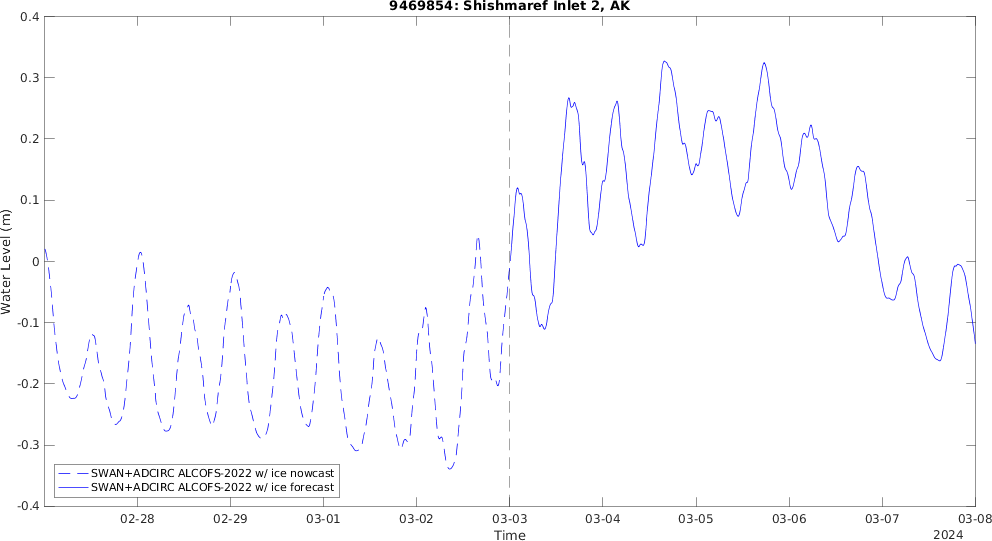 9469854: Shishmaref Inlet 2, AK
Water Level (m)
0.4
0.3
0.2
0.1
0
-0.1
-0.2
-0.3
-0.4
SWAN+ADCIRC ALCOFS-2022 w/ ice nowcast
SWAN+ADCIRC ALCOFS-2022 w/ ice forecast
02-28 02-29 03-01 03-02 03-03 03-04 03-05 03-06 03-07 03-08
Time
2024